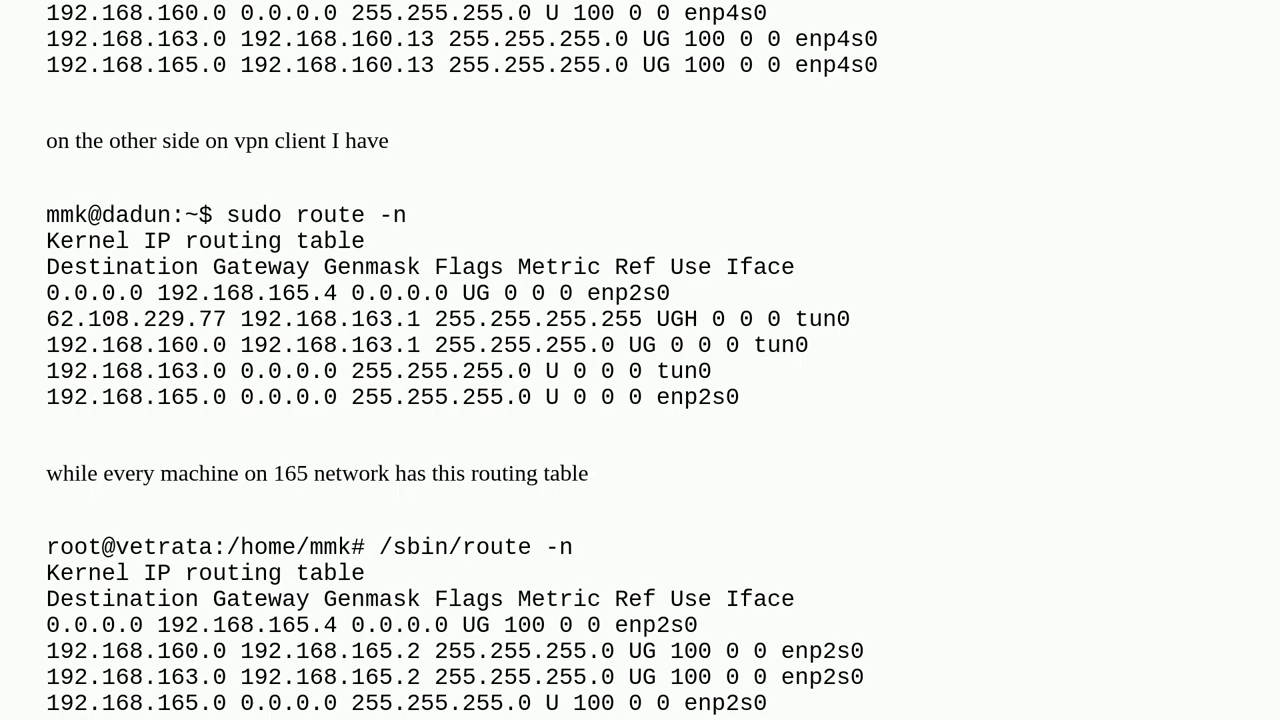 192.168.160.0 0.0.0.0 255.255.255.0 U 100 0 0 enp4s0
192.168.163.0 192.168.160.13 255.255.255.0 UG 100 0 0 enp4s0
192.168.165.0 192.168.160.13 255.255.255.0 UG 100 0 0 enp4s0
on the other side on vpn client I have
mmk@dadun:~$ sudo route -n
Kernel IP routing table
Destination Gateway Genmask Flags Metric Ref Use Iface
0.0.0.0 192.168.165.4 0.0.0.0 UG 0 0 0 enp2s0
62.108.229.77 192.168.163.1 255.255.255.255 UGH 0 0 0 tun0
192.168.160.0 192.168.163.1 255.255.255.0 UG 0 0 0 tun0
192.168.163.0 0.0.0.0 255.255.255.0 U 0 0 0 tun0
192.168.165.0 0.0.0.0 255.255.255.0 U 0 0 0 enp2s0
while every machine on 165 network has this routing table
root@vetrata:/home/mmk# /sbin/route -n
Kernel IP routing table
Destination Gateway Genmask Flags Metric Ref Use Iface
0.0.0.0 192.168.165.4 0.0.0.0 UG 100 0 0 enp2s0
192.168.160.0 192.168.165.2 255.255.255.0 UG 100 0 0 enp2s0
192.168.163.0 192.168.165.2 255.255.255.0 UG 100 0 0 enp2s0
192.168.165.0 0.0.0.0 255.255.255.0 U 100 0 0 enp2s0